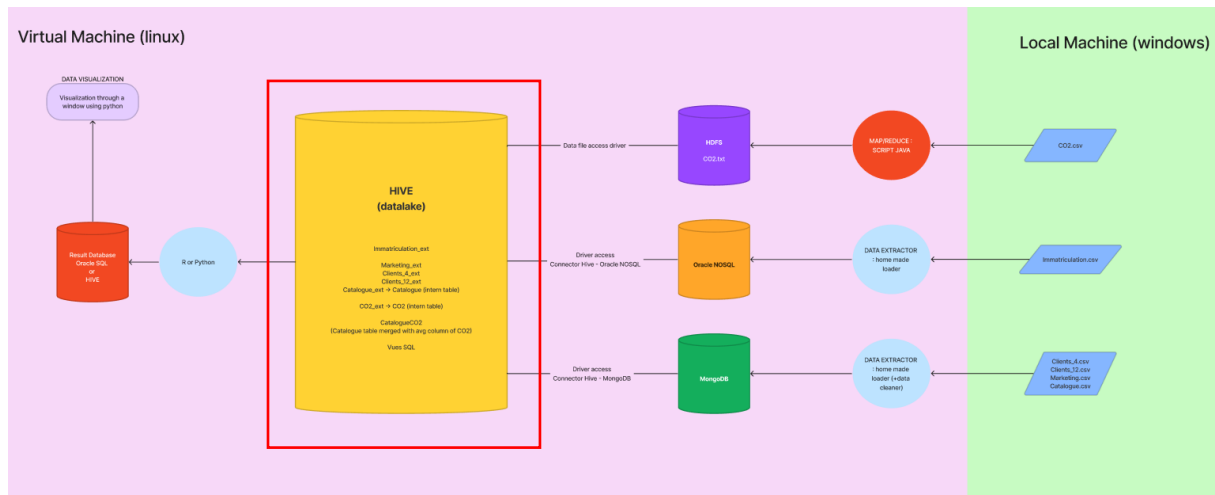 Virtual Machine (linux)
Local Machine (windows)
DATA VISUALIZATION
Visualization through a
window using python
Result Database
Oracle SQL
or
HIVE
R or Python
HIVE
(datalake)
Immatriculation_ext
Marketing_ext
Clients_4_ext
Clients_12_ext
Catalogue_ext → Catalogue (intern table)
CO2_ext → CO2 (intern table)
CatalogueCO2
(Catalogue table merged with avg column of CO2)
Vues SQL
Data file access driver
HDFS
CO2.txt
MAP/REDUCE :
SCRIPT JAVA
CO2.csv
Driver access
Connector Hive - Oracle NOSQL
Oracle NOSQL
DATA EXTRACTOR
: home made
loader
Immatriculation.csv
Driver access
Connector Hive - MongoDB
MongoDB
DATA EXTRACTOR
: home made
loader (+data
cleaner)
Clients_4.csv
Clients_12.csv
Marketing.csv
Catalogue.csv